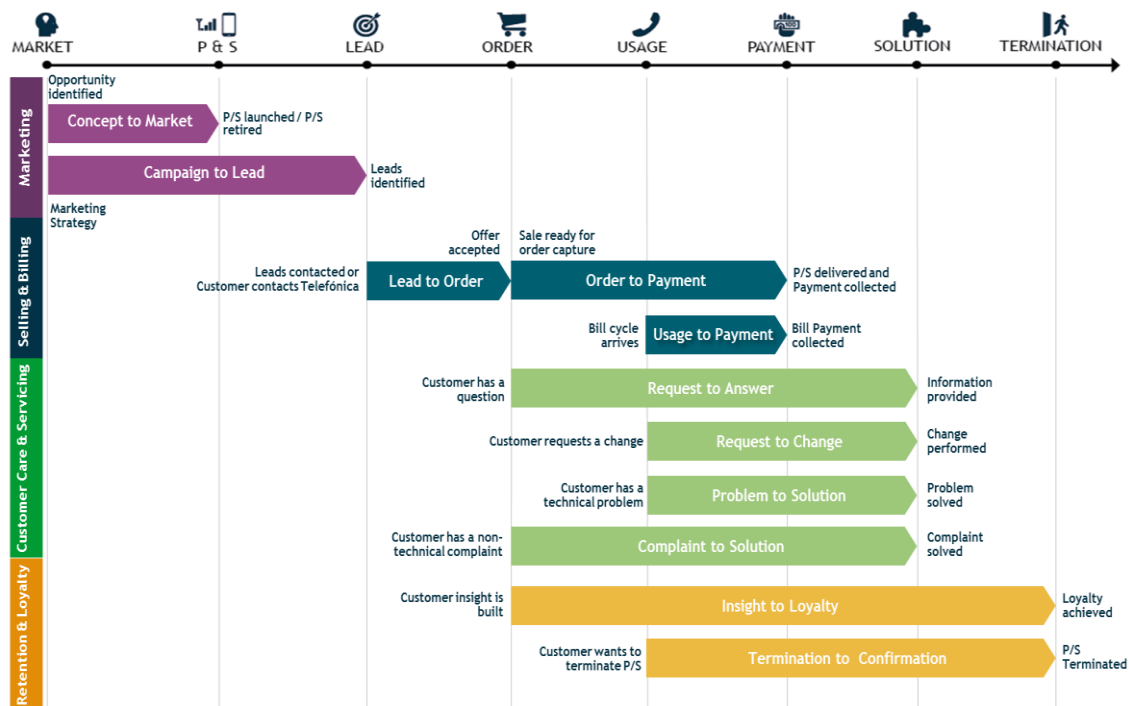 MARKET
P & S
LEAD
ORDER
USAGE
PAYMENT
SOLUTION
TERMINATION
100
Marketing
Opportunity
identified
Concept to Market
P/S launched / P/S
retired
Campaign to Lead
Leads
identified
Marketing
Strategy
Selling & Billing
Offer
accepted
Sale ready for
order capture
Leads contacted or
Customer contacts Telefónica
Lead to Order
Order to Payment
P/S delivered and
Payment collected
Bill cycle
arrives
Usage to Payment
Bill Payment
collected
Customer Care & Servicing
Customer has a
question
Request to Answer
Information
provided
Customer requests a change
Request to Change
Change
performed
Customer has a
technical problem
Problem to Solution
Problem
solved
Customer has a non-
technical complaint
Complaint to Solution
Complaint
solved
Retention & Loyalty
Customer insight is
built
Insight to Loyalty
Loyalty
achieved
Customer wants to
terminate P/S
Termination to Confirmation
P/S
Terminated